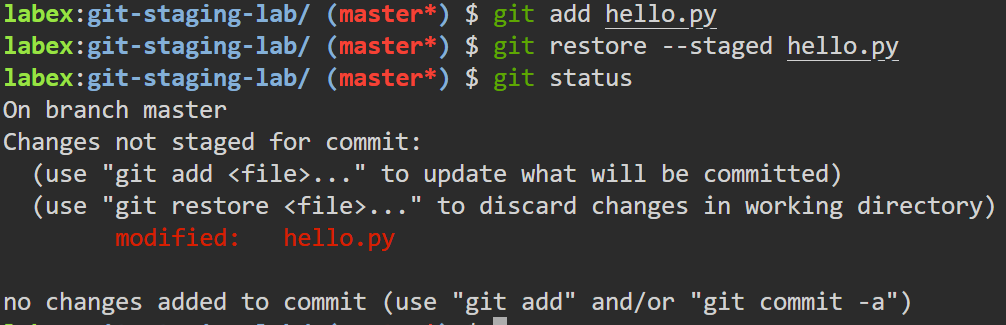 labex:git-staging-lab/ (master*) $ git add hello.py
labex:git-staging-lab/ (master*) $ git restore --staged hello.py
labex:git-staging-lab/ (master*) $ git status
On branch master
Changes not staged for commit:
  (use "git add <file>..." to update what will be committed)
  (use "git restore <file>..." to discard changes in working directory)
        modified:   hello.py

no changes added to commit (use "git add" and/or "git commit -a")